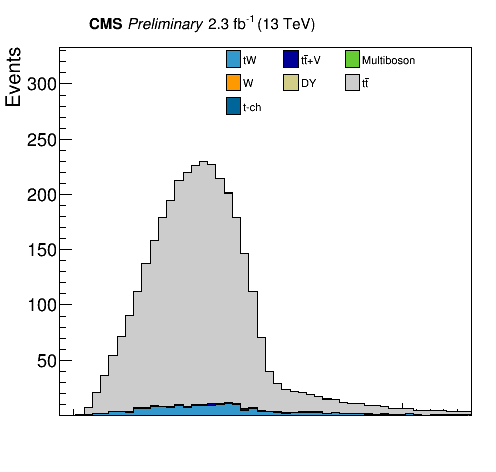 CMS Preliminary 2.3 fb⁻¹ (13 TeV)
Events
tW
tt̄+V
Multiboson
W
DY
tt̄
t-ch
300
250
200
150
100
50